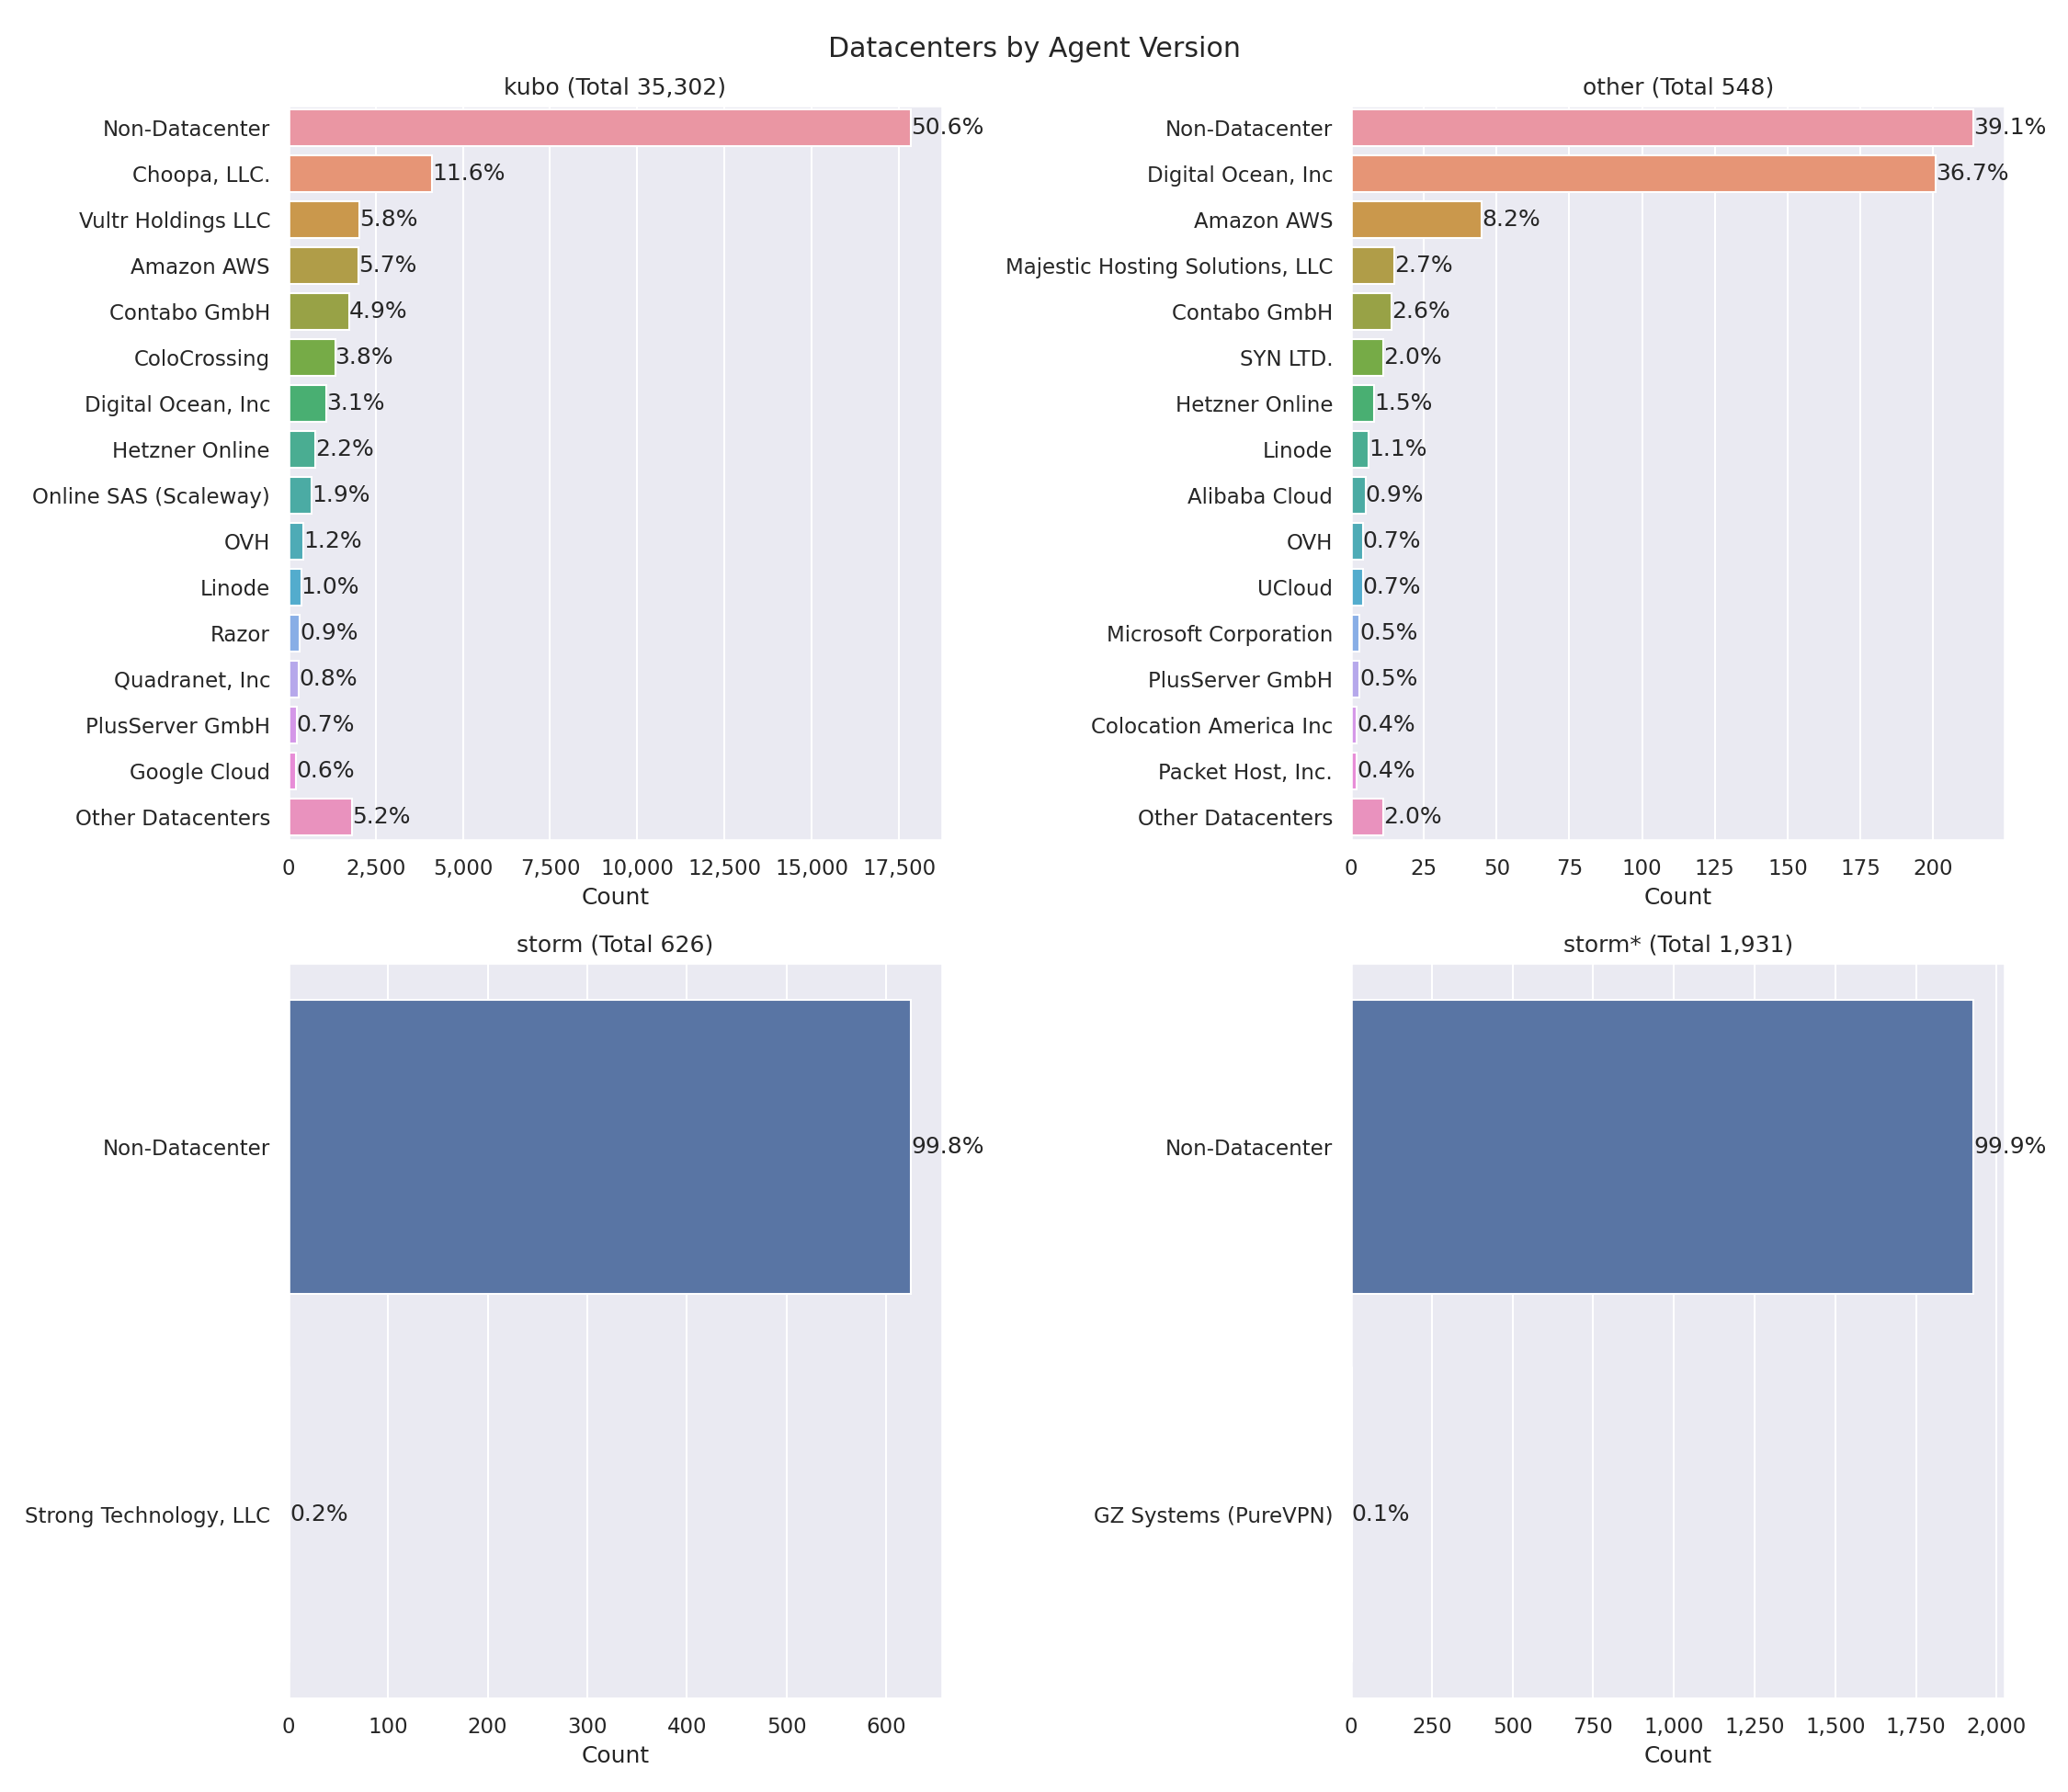 Datacenters by Agent Version
kubo (Total 35,302)
Non-Datacenter 50.6%
Choopa, LLC. 11.6%
Vultr Holdings LLC 5.8%
Amazon AWS 5.7%
Contabo GmbH 4.9%
ColoCrossing 3.8%
Digital Ocean, Inc 3.1%
Hetzner Online 2.2%
Online SAS (Scaleway) 1.9%
OVH 1.2%
Linode 1.0%
Razor 0.9%
Quadranet, Inc 0.8%
PlusServer GmbH 0.7%
Google Cloud 0.6%
Other Datacenters 5.2%
0 2,500 5,000 7,500 10,000 12,500 15,000 17,500
Count
other (Total 548)
Non-Datacenter 39.1%
Digital Ocean, Inc 36.7%
Amazon AWS 8.2%
Majestic Hosting Solutions, LLC 2.7%
Contabo GmbH 2.6%
SYN LTD. 2.0%
Hetzner Online 1.5%
Linode 1.1%
Alibaba Cloud 0.9%
OVH 0.7%
UCloud 0.7%
Microsoft Corporation 0.5%
PlusServer GmbH 0.5%
Colocation America Inc 0.4%
Packet Host, Inc. 0.4%
Other Datacenters 2.0%
0 25 50 75 100 125 150 175 200
Count
storm (Total 626)
Non-Datacenter 99.8%
Strong Technology, LLC 0.2%
0 100 200 300 400 500 600
Count
storm* (Total 1,931)
Non-Datacenter 99.9%
GZ Systems (PureVPN) 0.1%
0 250 500 750 1,000 1,250 1,500 1,750 2,000
Count